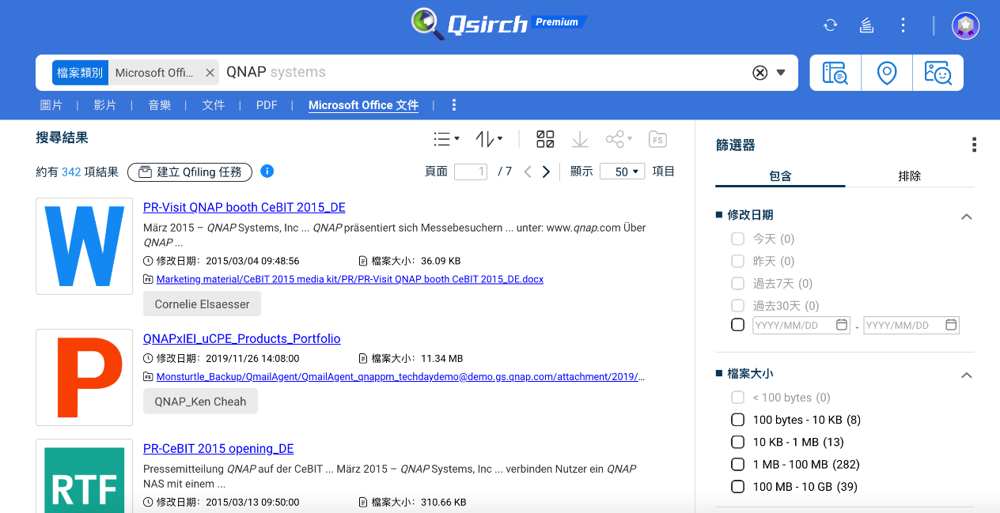 Qsirch Premium
檔案類別 Microsoft Offi... QNAP systems
圖片 | 影片 | 音樂 | 文件 | PDF | Microsoft Office 文件 |
搜尋結果
FS
約有 342 項結果 建立 Qfiling 任務 i 頁面 1 / 7 顯示 50 項目
W
PR-Visit QNAP booth CeBIT 2015_DE
März 2015 – QNAP Systems, Inc ... QNAP präsentiert sich Messebesuchern ... unter: www.qnap.com Über
QNAP ...
修改日期: 2015/03/04 09:48:56 檔案大小: 36.09 KB
FS Marketing material/CeBIT 2015 media kit/PR/PR-Visit QNAP booth CeBIT 2015_DE.docx
Cornelie Elsaesser
P
QNAPxIEI_uCPE_Products_Portfolio
修改日期: 2019/11/26 14:08:00 檔案大小: 11.34 MB
FS Monsturtle_Backup/QmailAgent/QmailAgent_qnappm_techdaydemo@demo.gs.qnap.com/attachment/2019/...
QNAP_Ken Cheah
RTF
PR-CeBIT 2015 opening_DE
Pressemitteilung QNAP auf der CeBIT ... März 2015 – QNAP Systems, Inc ... verbinden Nutzer ein QNAP
NAS mit einem ...
修改日期: 2015/03/13 09:50:00 檔案大小: 310.66 KB
篩選器
包含 排除
修改日期
今天 (0)
昨天 (0)
過去7天 (0)
過去30天 (0)
YYYY/MM/DD - YYYY/MM/DD
檔案大小
< 100 bytes (0)
100 bytes - 10 KB (8)
10 KB - 1 MB (13)
1 MB - 100 MB (282)
100 MB - 10 GB (39)